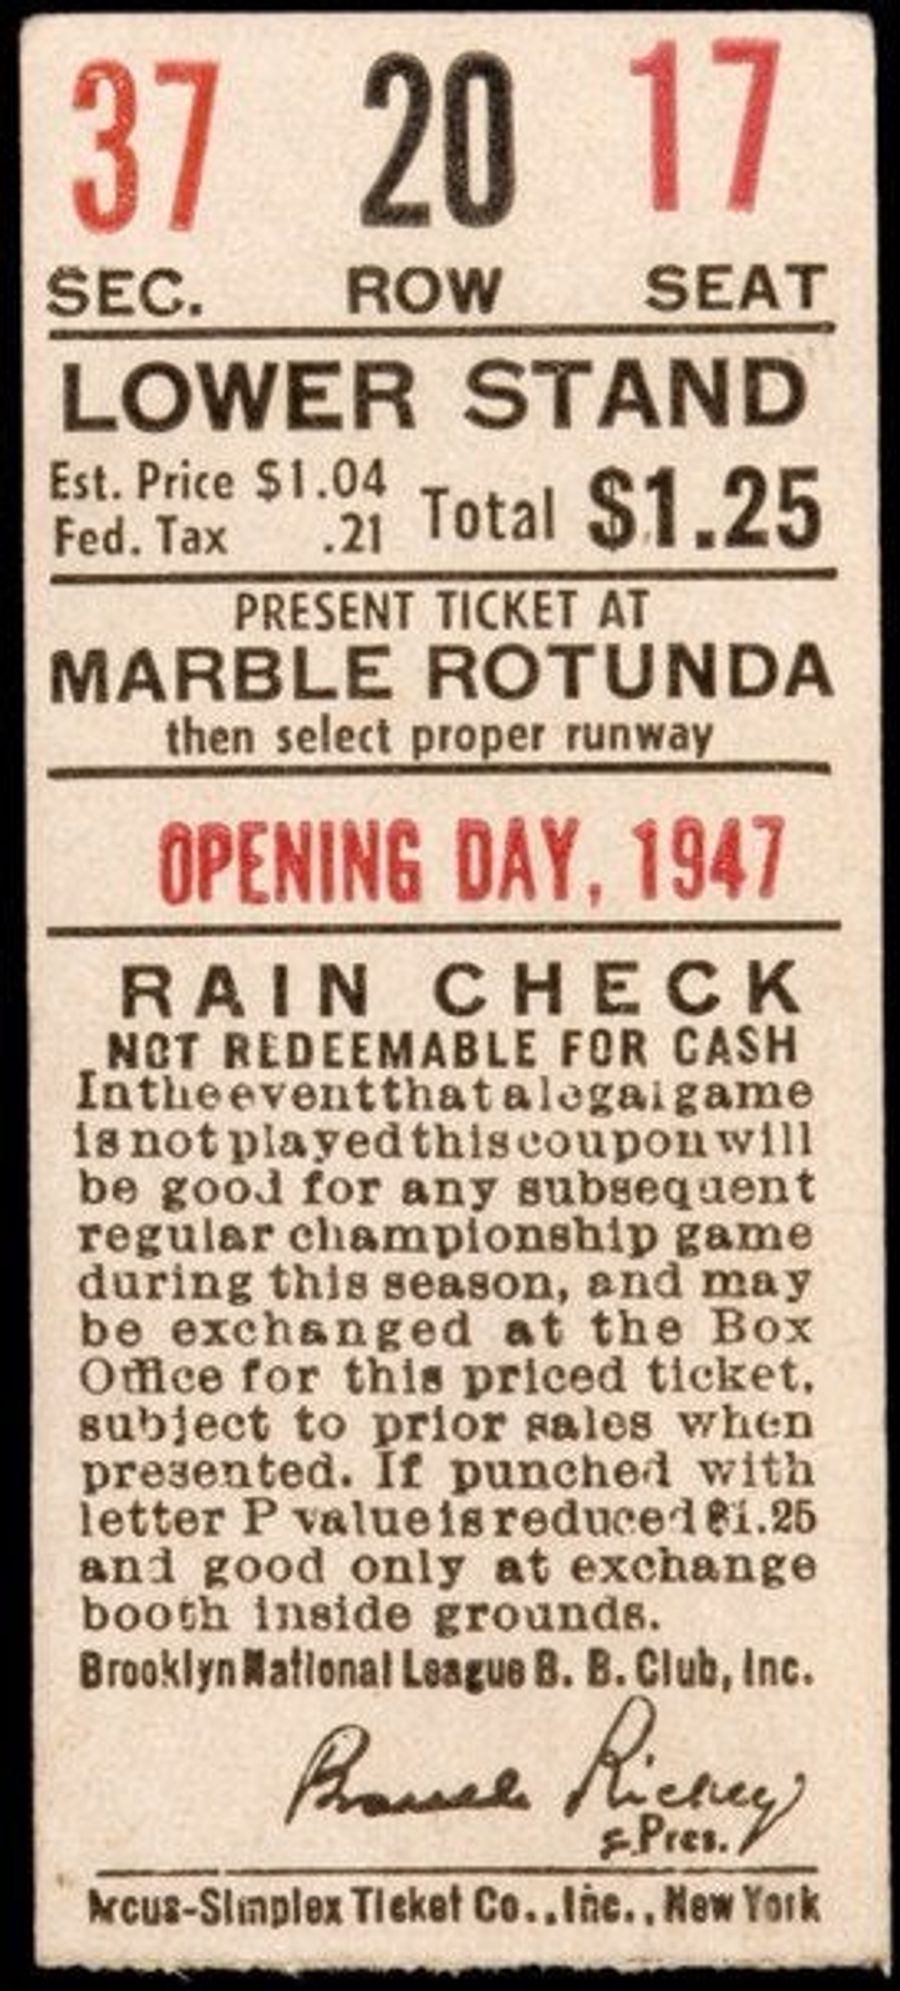 37 20 17
SEC. ROW SEAT
LOWER STAND
Est. Price $1.04
Fed. Tax .21
Total $1.25
PRESENT TICKET AT
MARBLE ROTUNDA
then select proper runway
OPENING DAY, 1947
RAIN CHECK
NOT REDEEMABLE FOR CASH
In the event that a legal game
is not played this coupon will
be good for any subsequent
regular championship game
during this season, and may
be exchanged at the Box
Office for this priced ticket,
subject to prior sales when
presented. If punched with
letter P value is reduced $1.25
and good only at exchange
booth inside grounds.
Brooklyn National League B. B. Club, Inc.
Branch Rickey
Pres.
Arcus-Simplex Ticket Co., Inc., New York